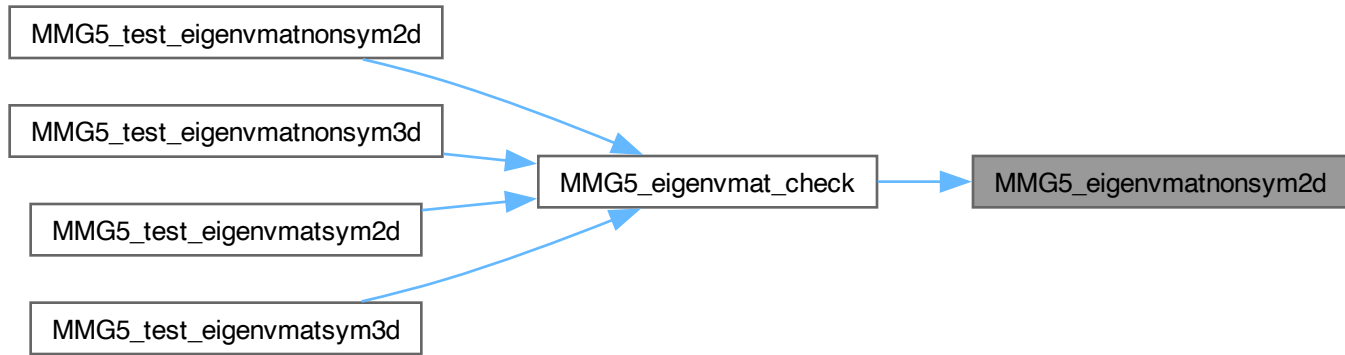 MMG5_test_eigenvmatnonsym2d
MMG5_test_eigenvmatnonsym3d
MMG5_eigenvmat_check
MMG5_eigenvmatnonsym2d
MMG5_test_eigenvmatsym2d
MMG5_test_eigenvmatsym3d